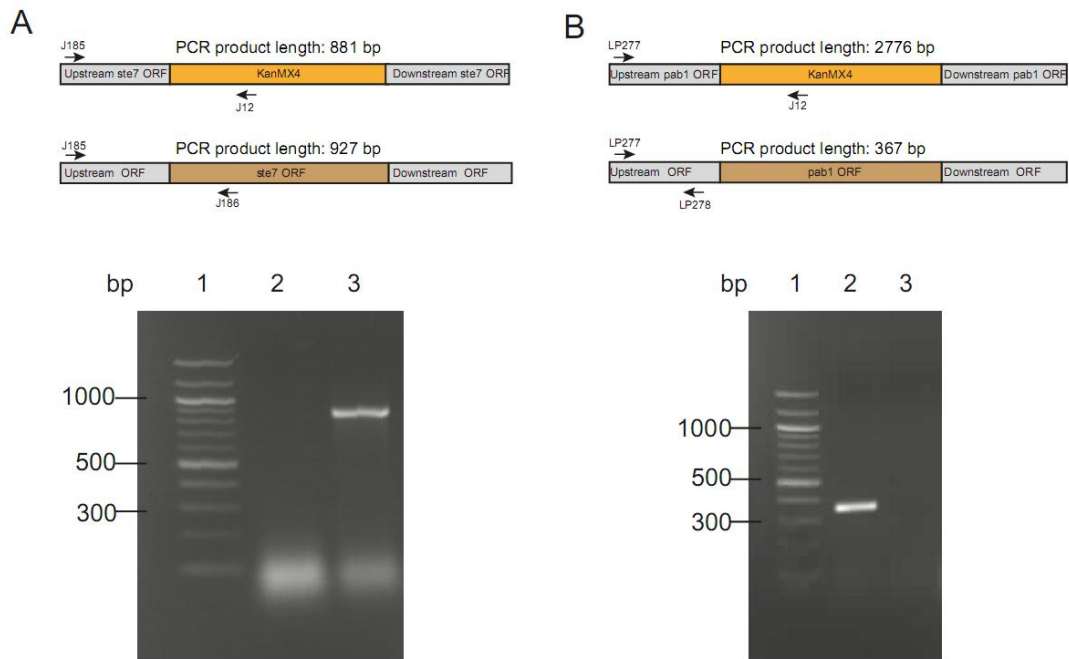 A
J185
PCR product length: 881 bp
Upstream ste7 ORF
KanMX4
Downstream ste7 ORF
J12
J185
PCR product length: 927 bp
Upstream ORF
ste7 ORF
Downstream ORF
J186
bp 1 2 3
1000
500
300
B
LP277
PCR product length: 2776 bp
Upstream pab1 ORF
KanMX4
Downstream pab1 ORF
J12
LP277
PCR product length: 367 bp
Upstream ORF
pab1 ORF
Downstream ORF
LP278
bp 1 2 3
1000
500
300